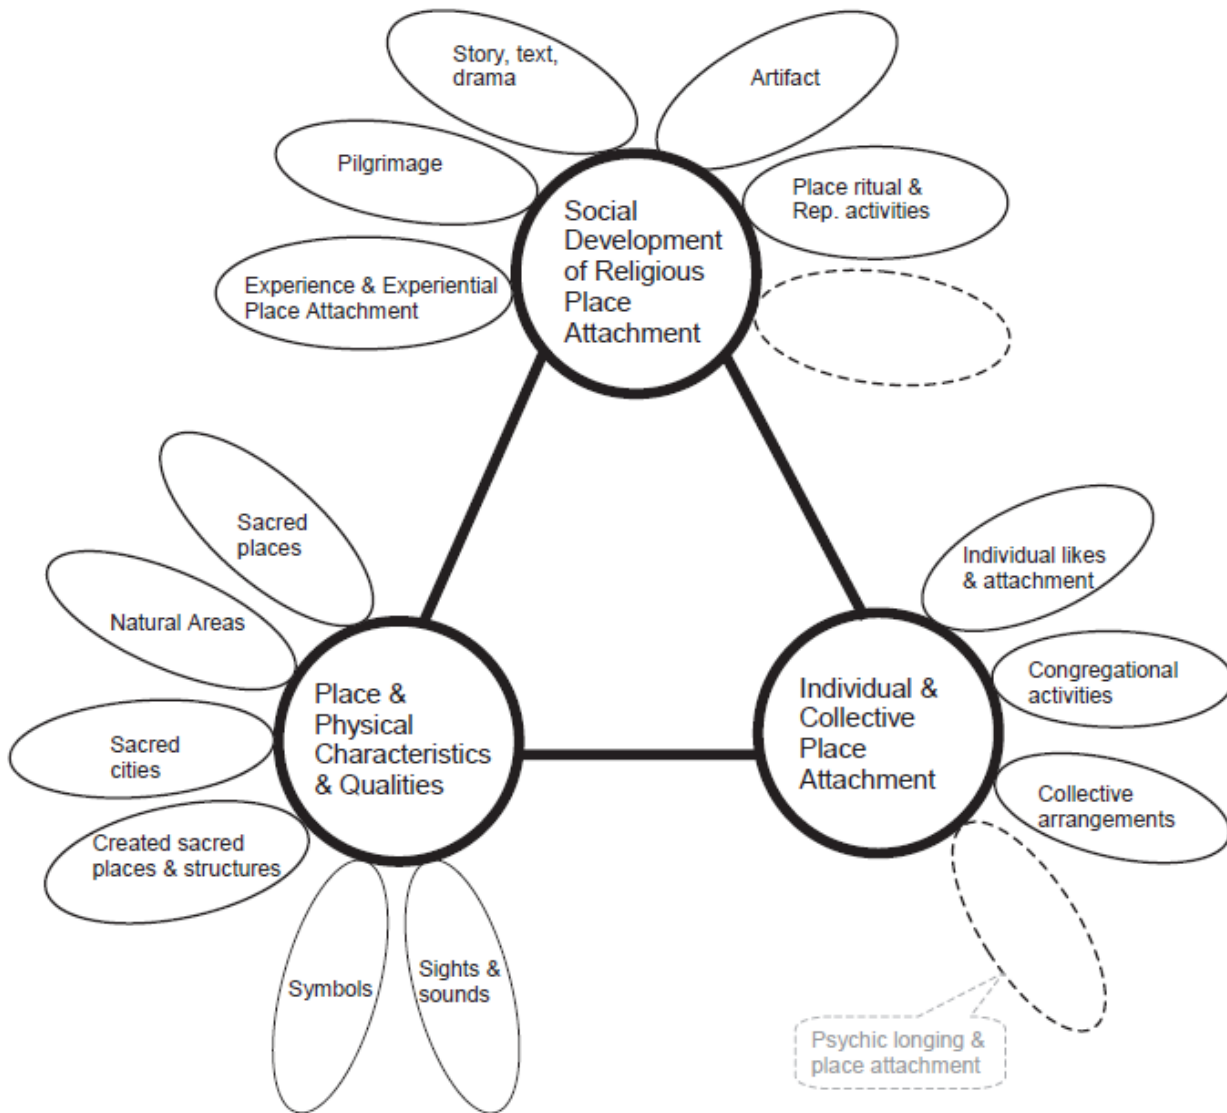 Story, text,
drama
Artifact
Pilgrimage
Place ritual &
Rep. activities
Experience & Experiential
Place Attachment
Social
Development
of Religious
Place
Attachment
Sacred
places
Natural Areas
Sacred
cities
Created sacred
places & structures
Symbols
Sights &
sounds
Place &
Physical
Characteristics
& Qualities
Individual likes
& attachment
Congregational
activities
Collective
arrangements
Individual &
Collective
Place
Attachment
Psychic longing &
place attachment